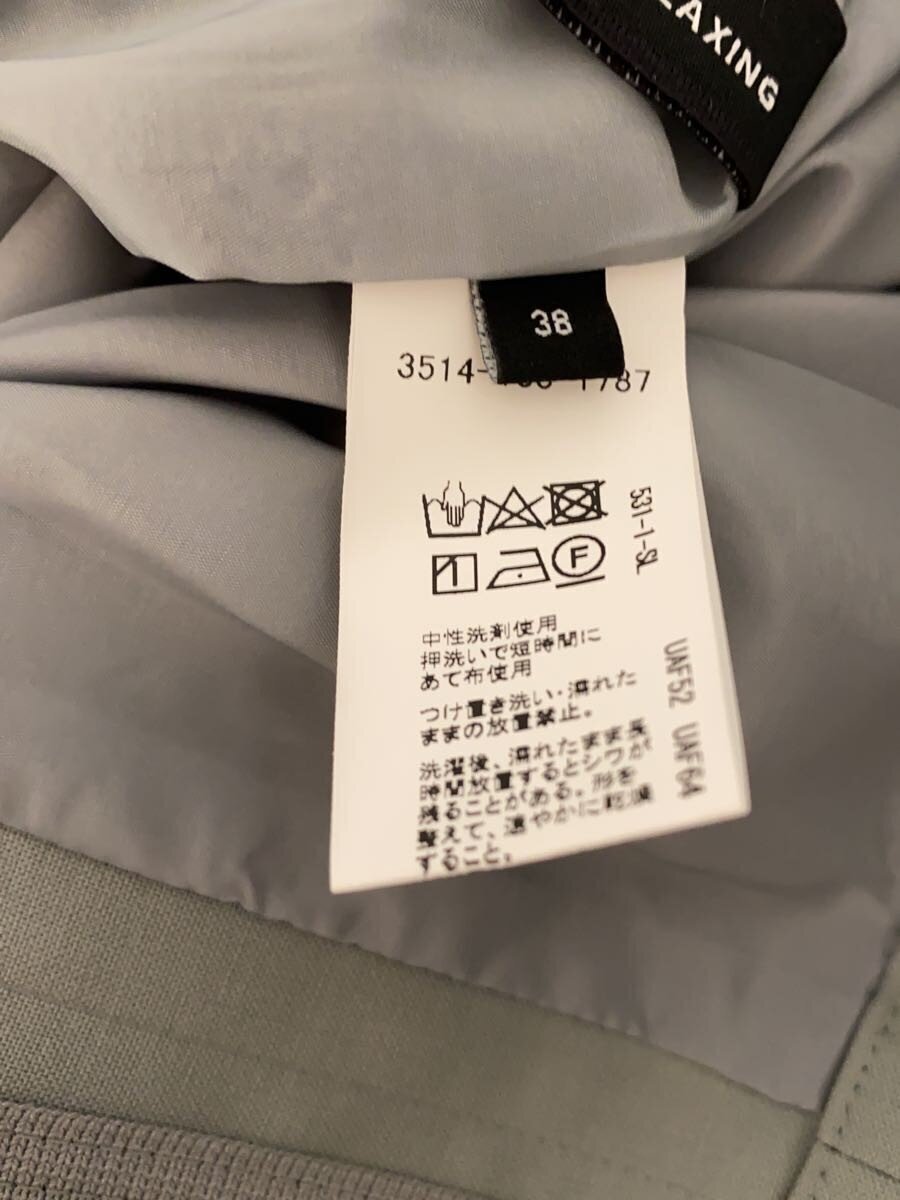 AXING
38
3514-
1787
F
531-1-SL
中性洗剤使用
押洗いで短時間に
あて布使用
つけ置き洗い・濡れた
ままの放置禁止。
洗濯後、濡れたまま長
時間放置するとシワが
残ることがある。形を
整えて、速やかに乾燥
すること。
UAF52 UAF64